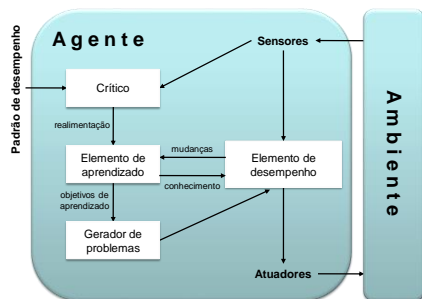 Agente
Sensores
Padrão de desempenho
Crítico
realimentação
mudanças
Elemento de
aprendizado
Elemento de
desempenho
conhecimento
objetivos de
aprendizado
Gerador de
problemas
Atuadores
Ambiente